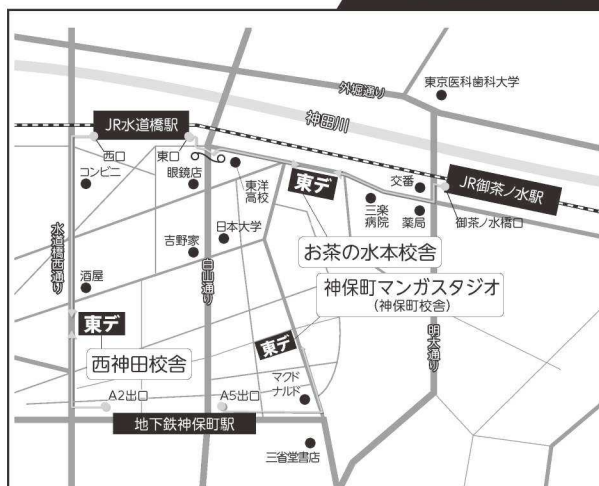 外堀通り
東京医科歯科大学
神田川
JR水道橋駅
西口
東口
コンビニ
眼鏡店
東洋
高校
東デ
交番
JR御茶ノ水駅
三楽
病院
薬局
御茶ノ水橋口
水道橋西通り
吉野家
日本大学
白山通り
お茶の水本校舎
神保町マンガスタジオ
(神保町校舎)
明大通り
酒屋
東デ
西神田校舎
東デ
マクド
ナルド
A2出口
A5出口
地下鉄神保町駅
三省堂書店